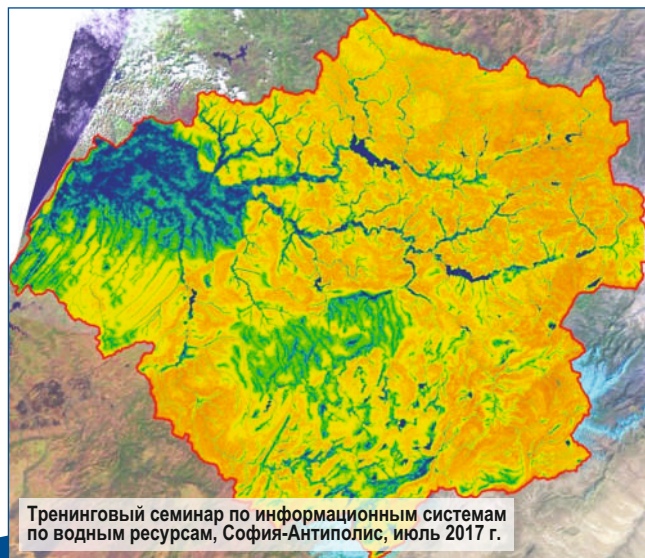 Тренинговый семинар по информационным системам
по водным ресурсам, София-Антиполис, июль 2017 г.